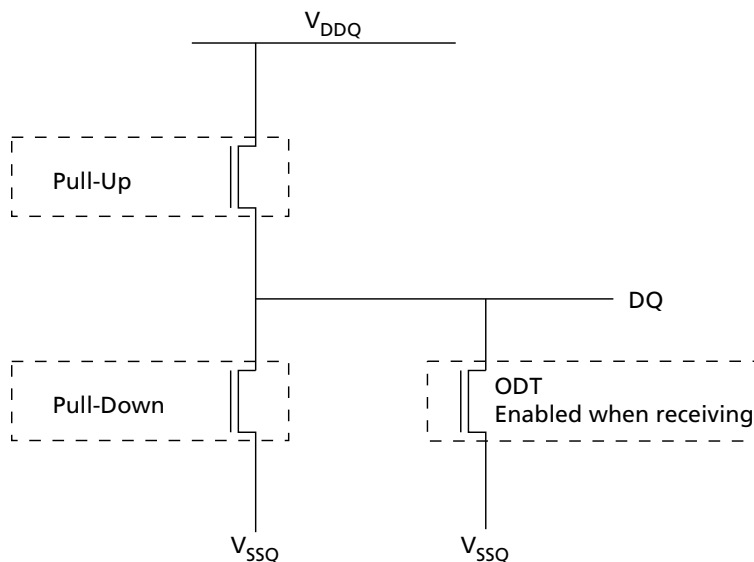 V_DDQ
Pull-Up
DQ
Pull-Down
ODT
Enabled when receiving
V_SSQ
V_SSQ